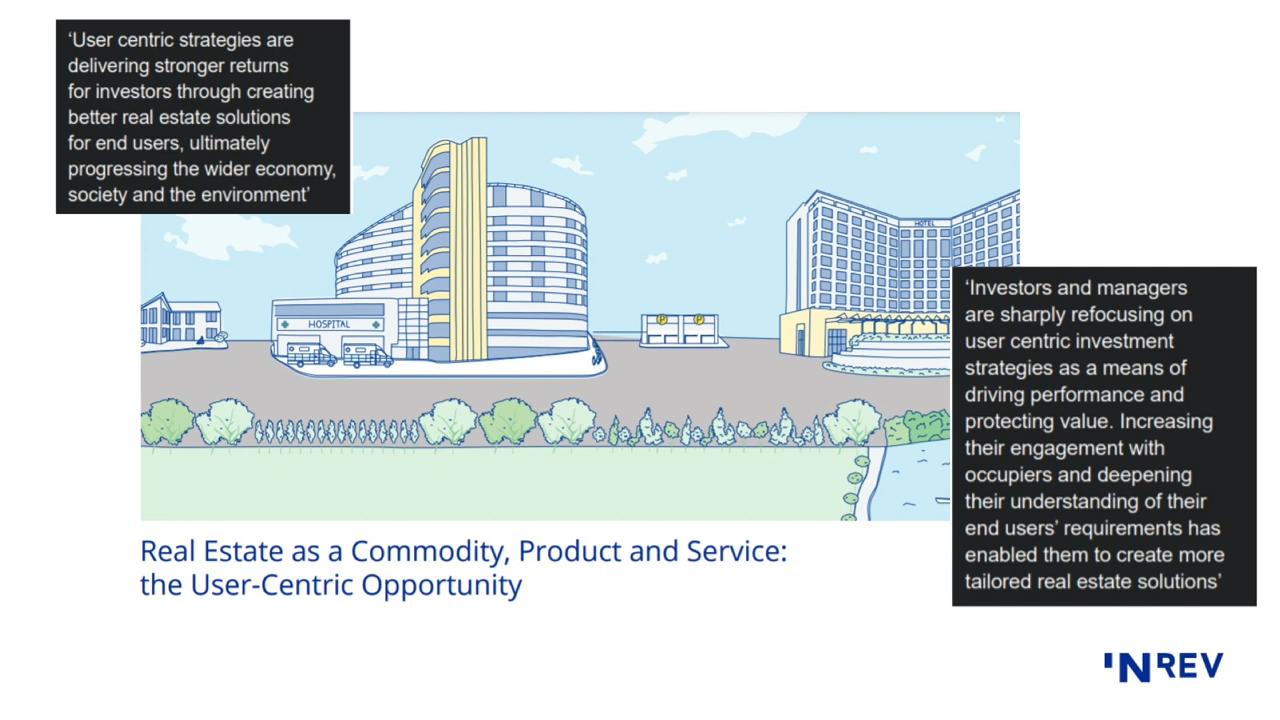 ‘User centric strategies are
delivering stronger returns
for investors through creating
better real estate solutions
for end users, ultimately
progressing the wider economy,
society and the environment’
HOTEL
HOSPITAL
P P
‘Investors and managers
are sharply refocusing on
user centric investment
strategies as a means of
driving performance and
protecting value. Increasing
their engagement with
occupiers and deepening
their understanding of their
end users’ requirements has
enabled them to create more
tailored real estate solutions’
Real Estate as a Commodity, Product and Service:
the User-Centric Opportunity
INREV